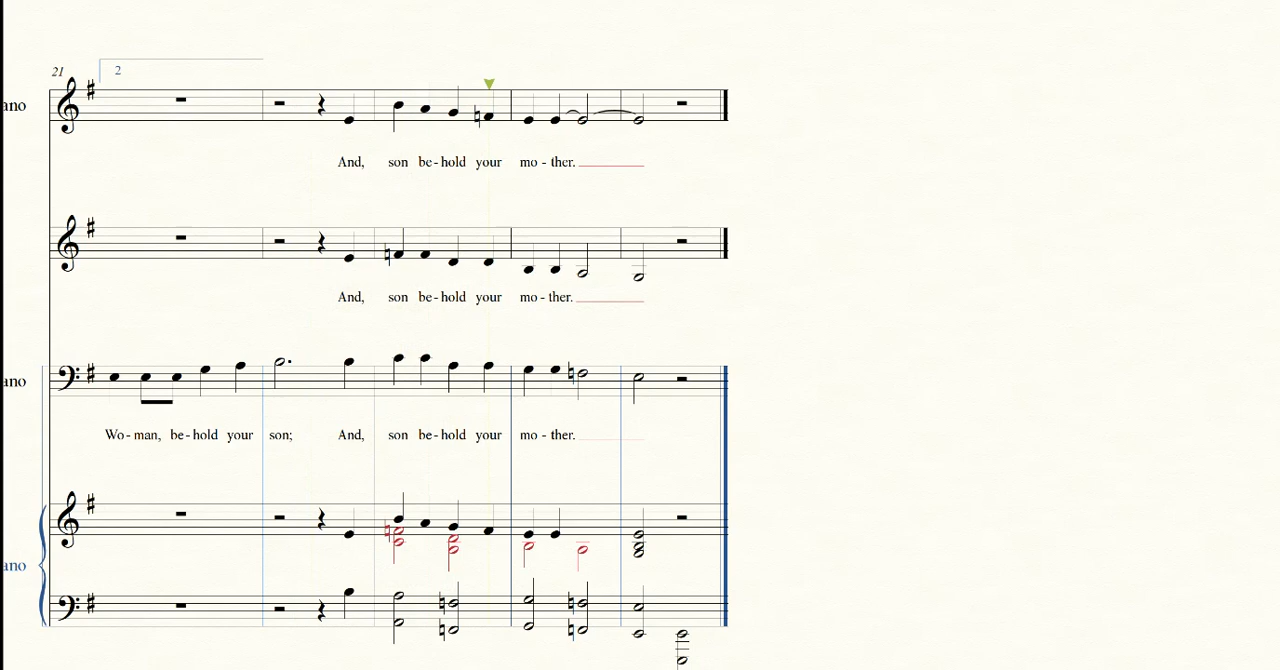 21
2
ano
And, son be-hold your mo-ther.
And, son be-hold your mo-ther.
ano
Wo-man, be-hold your son; And, son be-hold your mo-ther.
ano